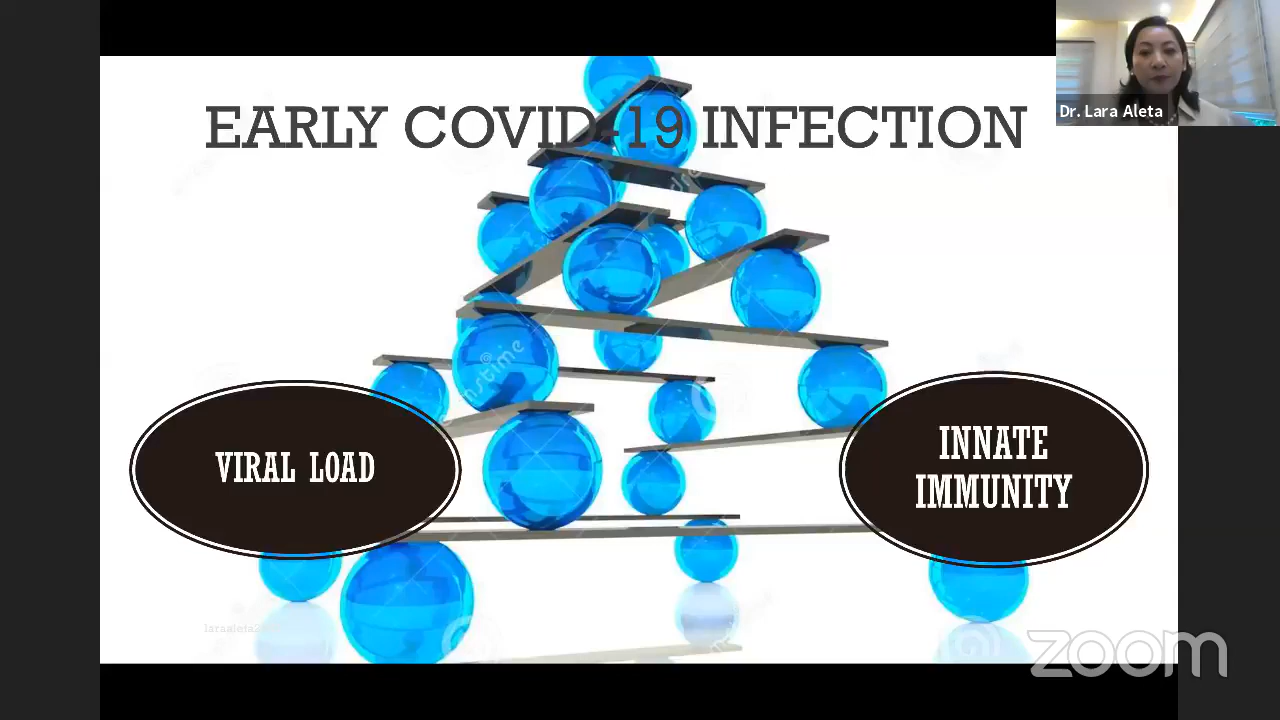 Dr. Lara Aleta
EARLY COVID-19 INFECTION
VIRAL LOAD
INNATE
IMMUNITY
zoom